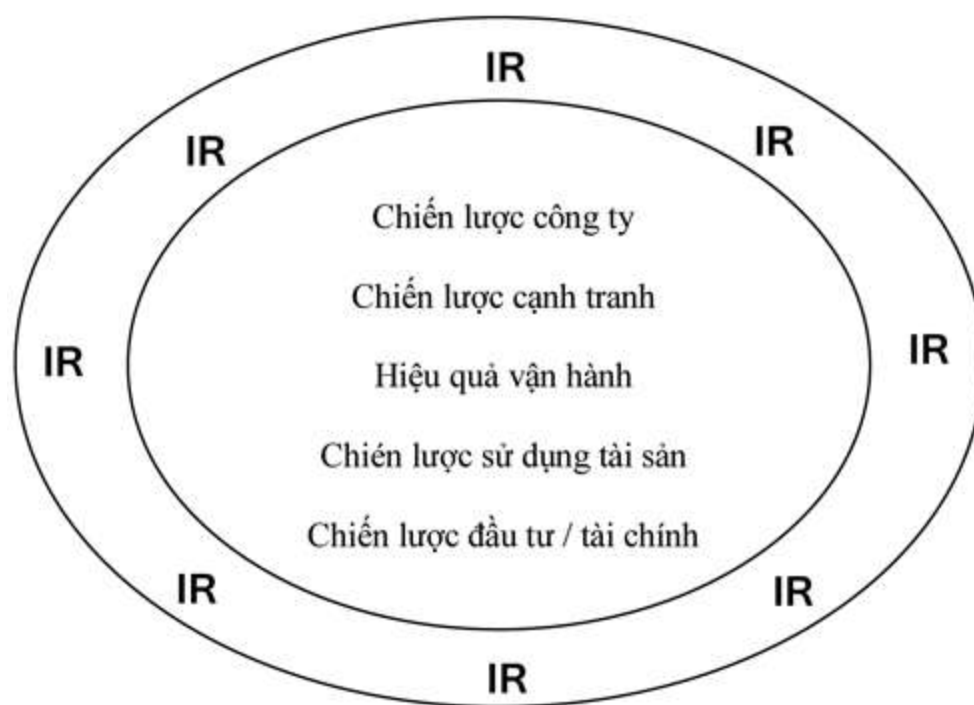 IR
IR
IR
Chiến lược công ty
Chiến lược cạnh tranh
IR
Hiệu quả vận hành
IR
Chién lược sử dụng tài sản
Chiến lược đầu tư / tài chính
IR
IR
IR